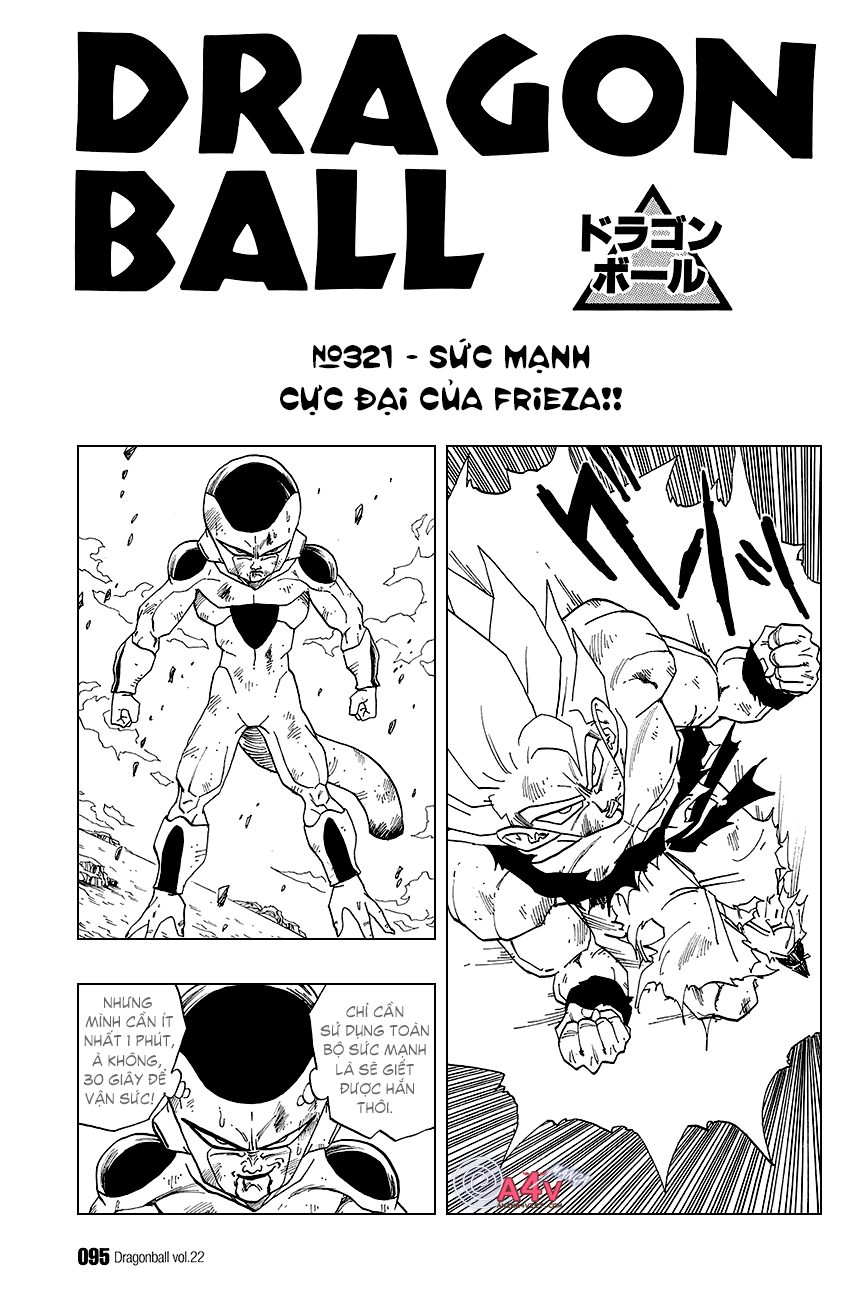 DRAGON
BALL
ドラゴン
ボール
№321 - SỨC MẠNH
CỰC ĐẠI CỦA FRIEZA!!
CHỈ CẦN
SỬ DỤNG TOÀN
BỘ SỨC MẠNH
LÀ SẼ GIẾT
ĐƯỢC HẮN
THÔI.
NHƯNG
MÌNH CẦN ÍT
NHẤT 1 PHÚT,
À KHÔNG,
30 GIÂY ĐỂ
VẬN SỨC!
A4V
095 Dragonball vol.22